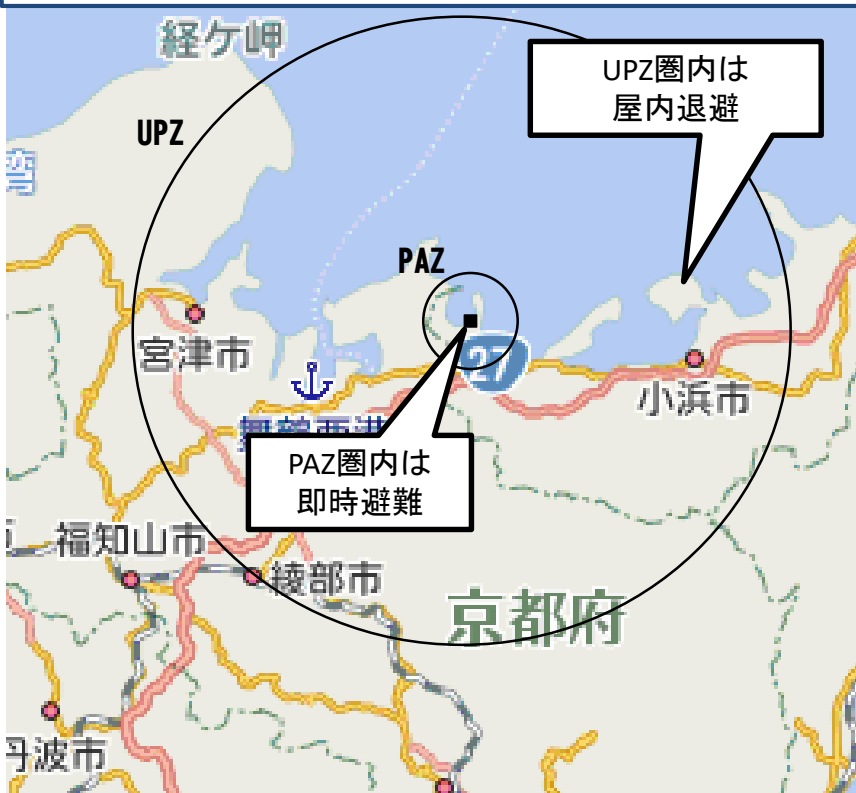 経ケ岬
UPZ圏内は
屋内退避
UPZ
湾
PAZ
宮津市
27
小浜市
PAZ圏内は
即時避難
福知山市
綾部市
京都府
丹波市